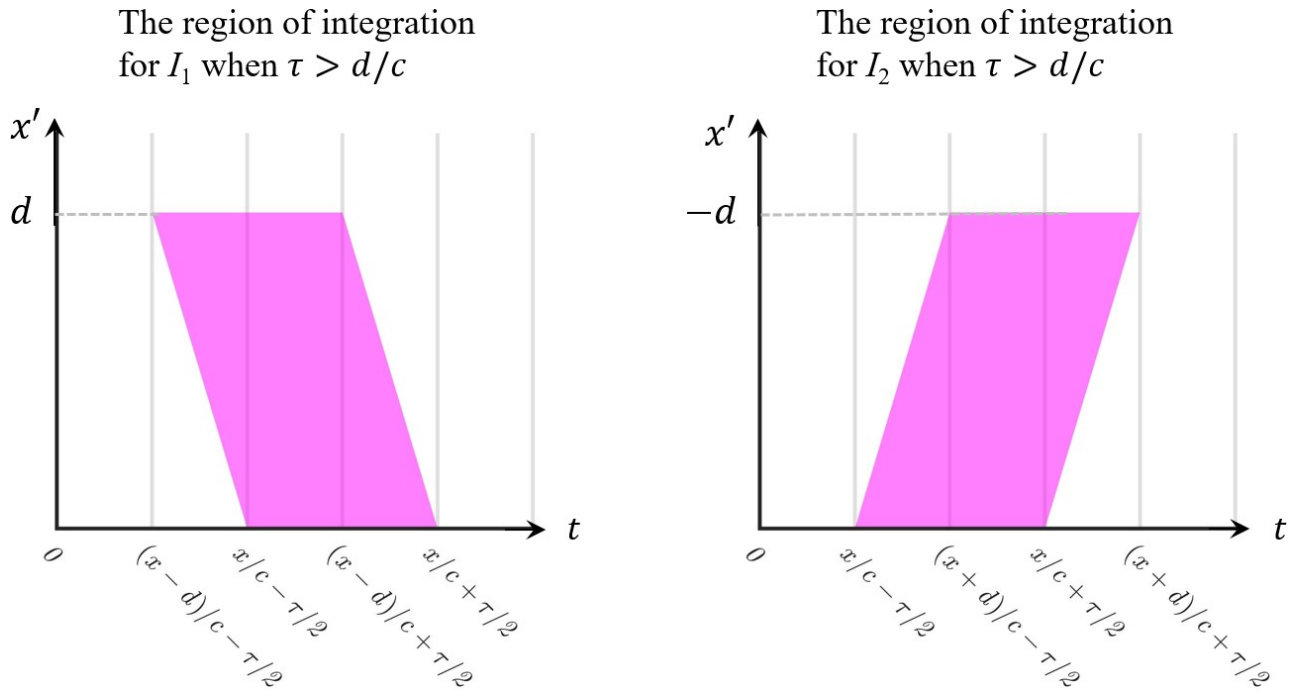 The region of integration
for I₁ when τ > d/c
x′
d
t
0
(x − d)/c − τ/2
x/c − τ/2
(x − d)/c + τ/2
x/c + τ/2
The region of integration
for I₂ when τ > d/c
x′
−d
t
0
x/c − τ/2
(x + d)/c − τ/2
x/c + τ/2
(x + d)/c + τ/2